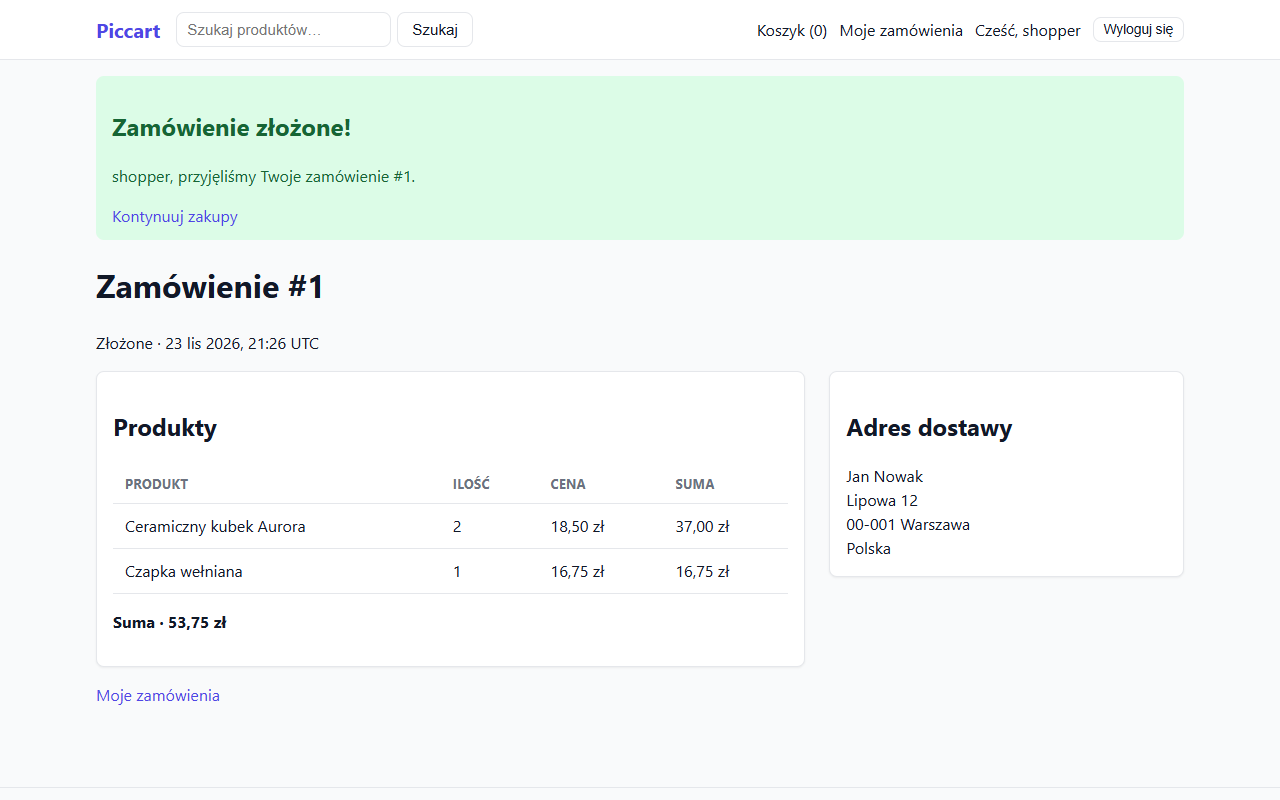 Piccart
Szukaj produktów…
Szukaj
Koszyk (0)
Moje zamówienia
Cześć, shopper
Wyloguj się
Zamówienie złożone!
shopper, przyjęliśmy Twoje zamówienie #1.
Kontynuuj zakupy
Zamówienie #1
Złożone · 23 lis 2026, 21:26 UTC
Produkty
PRODUKT ILOŚĆ CENA SUMA
Ceramiczny kubek Aurora 2 18,50 zł 37,00 zł
Czapka wełniana 1 16,75 zł 16,75 zł
Suma · 53,75 zł
Adres dostawy
Jan Nowak
Lipowa 12
00-001 Warszawa
Polska
Moje zamówienia